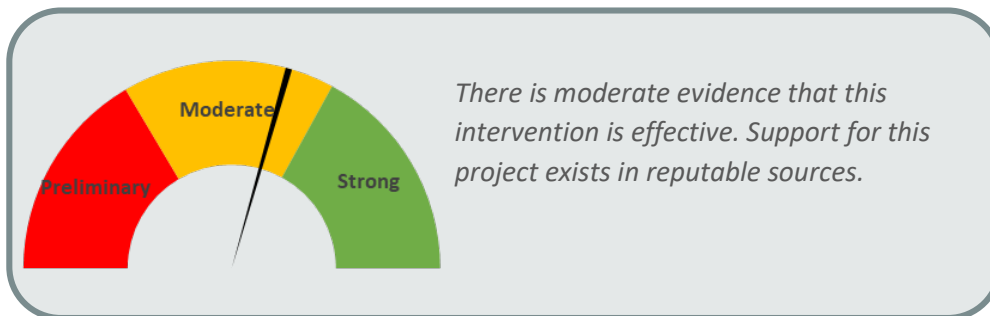 Moderate
Preliminary
Strong
There is moderate evidence that this
intervention is effective. Support for this
project exists in reputable sources.